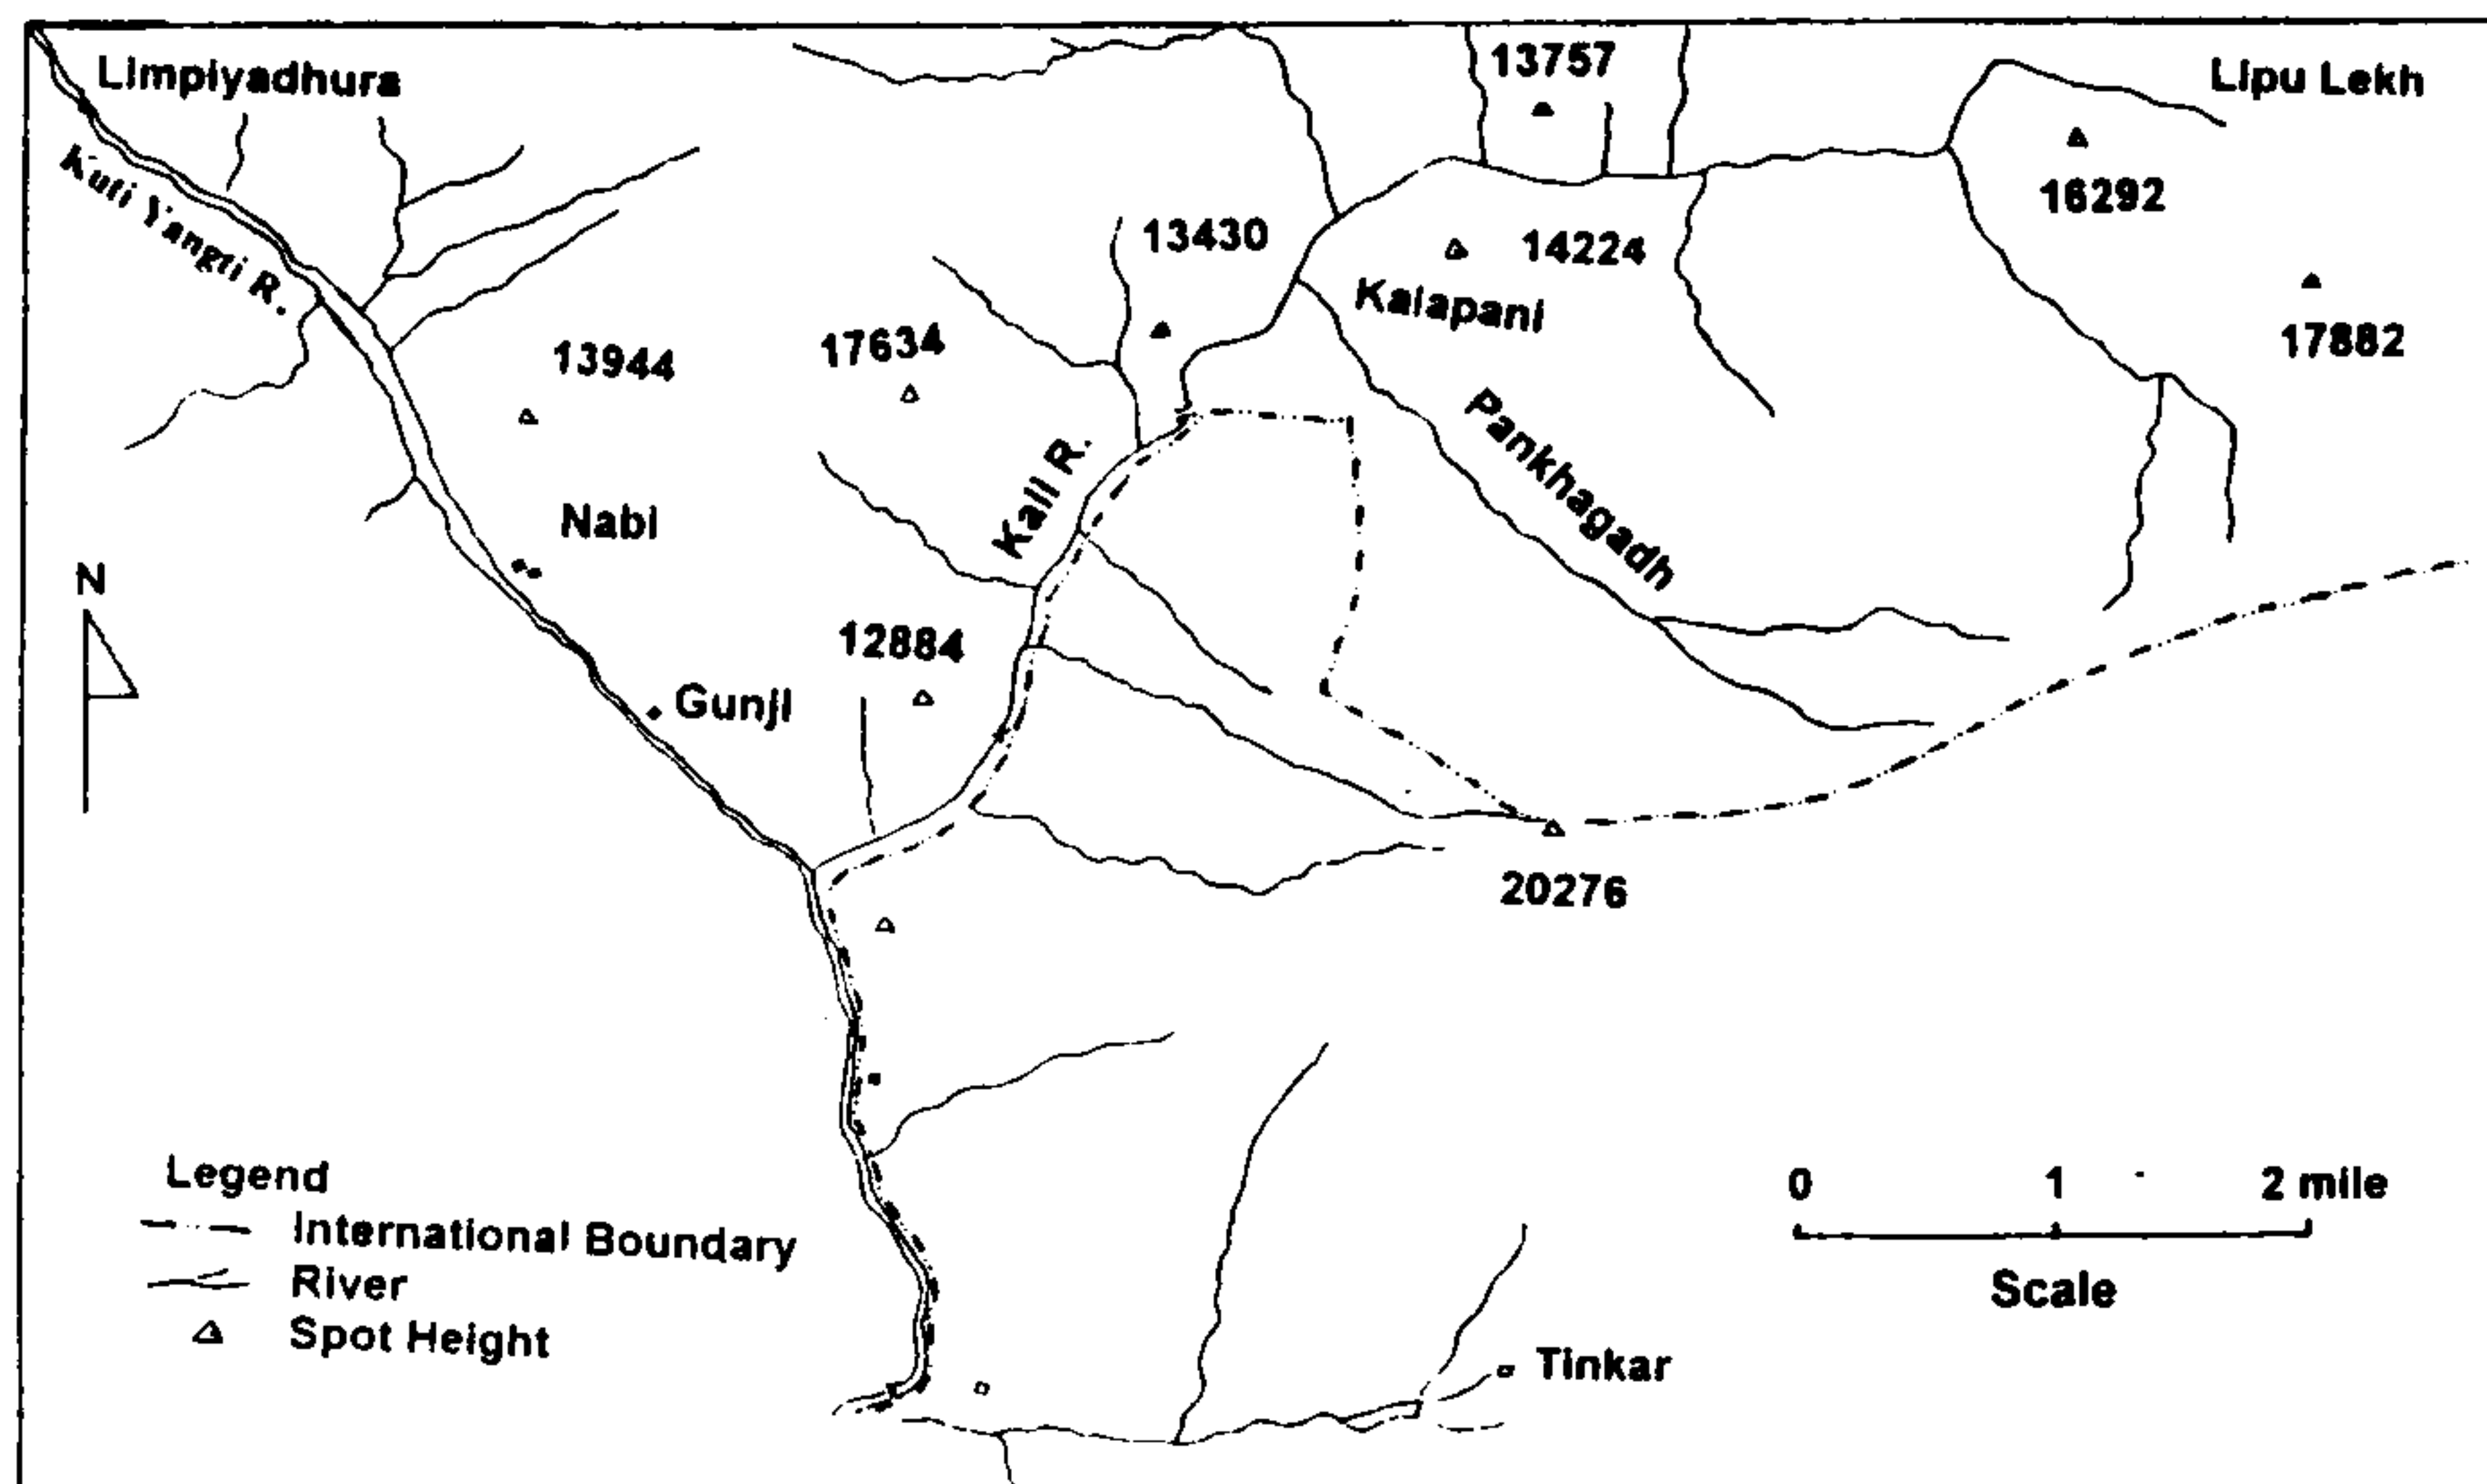 Limpiyadhura
Kuti Yangti R.
13757
Lipu Lekh
16292
13430
14224
Kalapani
17882
13944
17634
Pankhagadh
Kali R.
Nabi
N
12884
Gunji
20276
Legend
International Boundary
River
Spot Height
0 1 2 mile
Scale
Tinkar